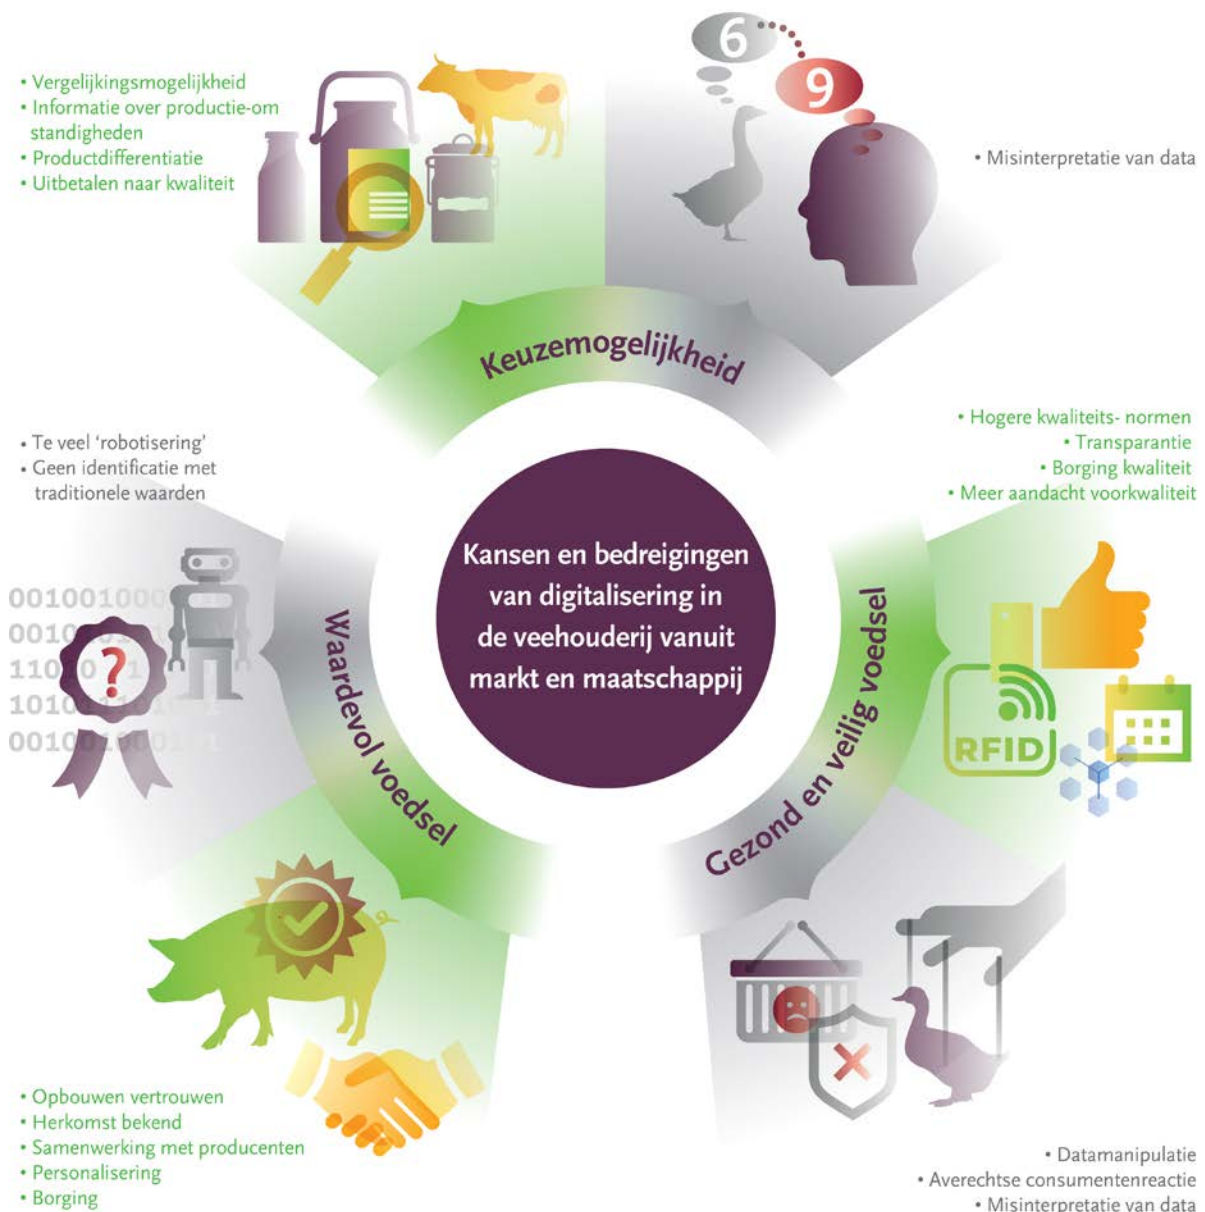 • Vergelijkingsmogelijkheid
• Informatie over productie-om
standigheden
• Productdifferentiatie
• Uitbetalen naar kwaliteit
6
9
• Misinterpretatie van data
Keuzemogelijkheid
• Te veel ‘robotisering’
• Geen identificatie met
traditionele waarden
• Hogere kwaliteits- normen
• Transparantie
• Borging kwaliteit
• Meer aandacht voorkwaliteit
Kansen en bedreigingen
van digitalisering in
de veehouderij vanuit
markt en maatschappij
Waardevol voedsel
?
Gezond en veilig voedsel
RFID
• Opbouwen vertrouwen
• Herkomst bekend
• Samenwerking met producenten
• Personalisering
• Borging
• Datamanipulatie
• Averechtse consumentenreactie
• Misinterpretatie van data